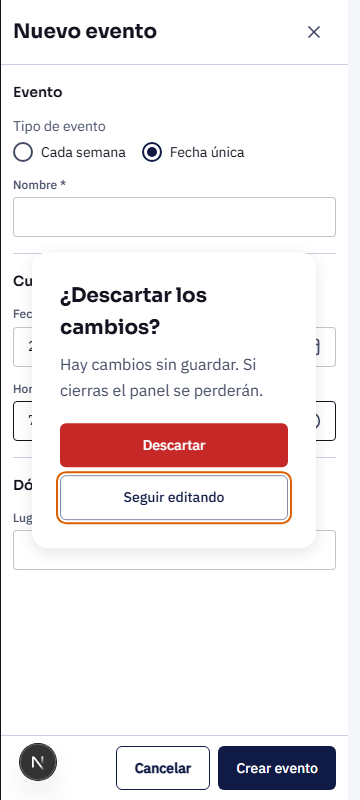 Nuevo evento
Evento
Tipo de evento
Cada semana
Fecha única
Nombre *
¿Descartar los
cambios?
Hay cambios sin guardar. Si
cierras el panel se perderán.
Descartar
Seguir editando
Cancelar
Crear evento
N